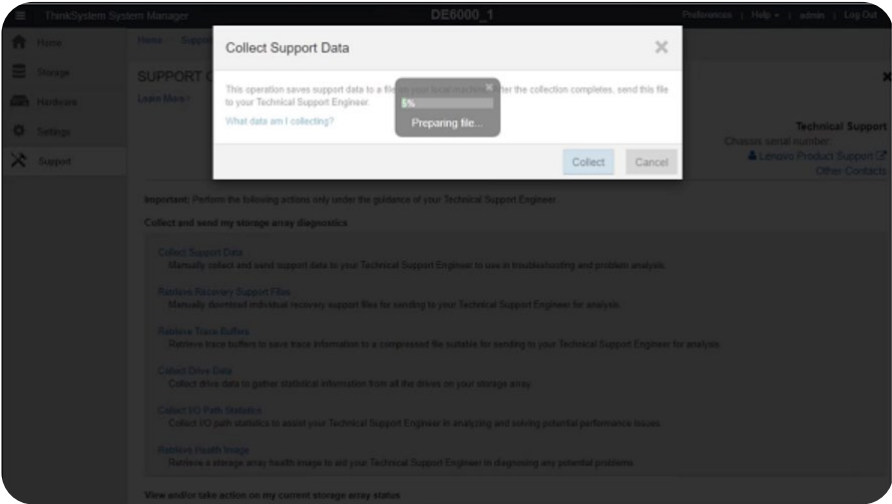 ThinkSystem System Manager
DE6000_1
Preferences | Help | admin | Log Out
Home
Storage
Hardware
Settings
Support
Home Support
SUPPORT C
Learn More
Collect Support Data
This operation saves support data to a file on your local machine. After the collection completes, send this file
to your Technical Support Engineer.
What data am I collecting?
%
Preparing file...
Collect
Cancel
Technical Support
Chassis serial number:
Lenovo Product Support
Other Contacts
Important: Perform the following actions only under the guidance of your Technical Support Engineer.
Collect and send my storage array diagnostics
Collect Support Data
Manually collect and send support data to your Technical Support Engineer to use in troubleshooting and problem analysis.
Retrieve Recovery Support Files
Manually download individual recovery support files for sending to your Technical Support Engineer for analysis.
Retrieve Trace Buffers
Retrieve trace buffers to save trace information to a compressed file suitable for sending to your Technical Support Engineer for analysis.
Collect Drive Data
Collect drive data to gather statistical information from all the drives on your storage array.
Collect I/O Path Statistics
Collect I/O path statistics to assist your Technical Support Engineer in analyzing and solving potential performance issues.
Retrieve Health Image
Retrieve a storage array health image to aid your Technical Support Engineer in diagnosing any potential problems.
View and/or take action on my current storage array status